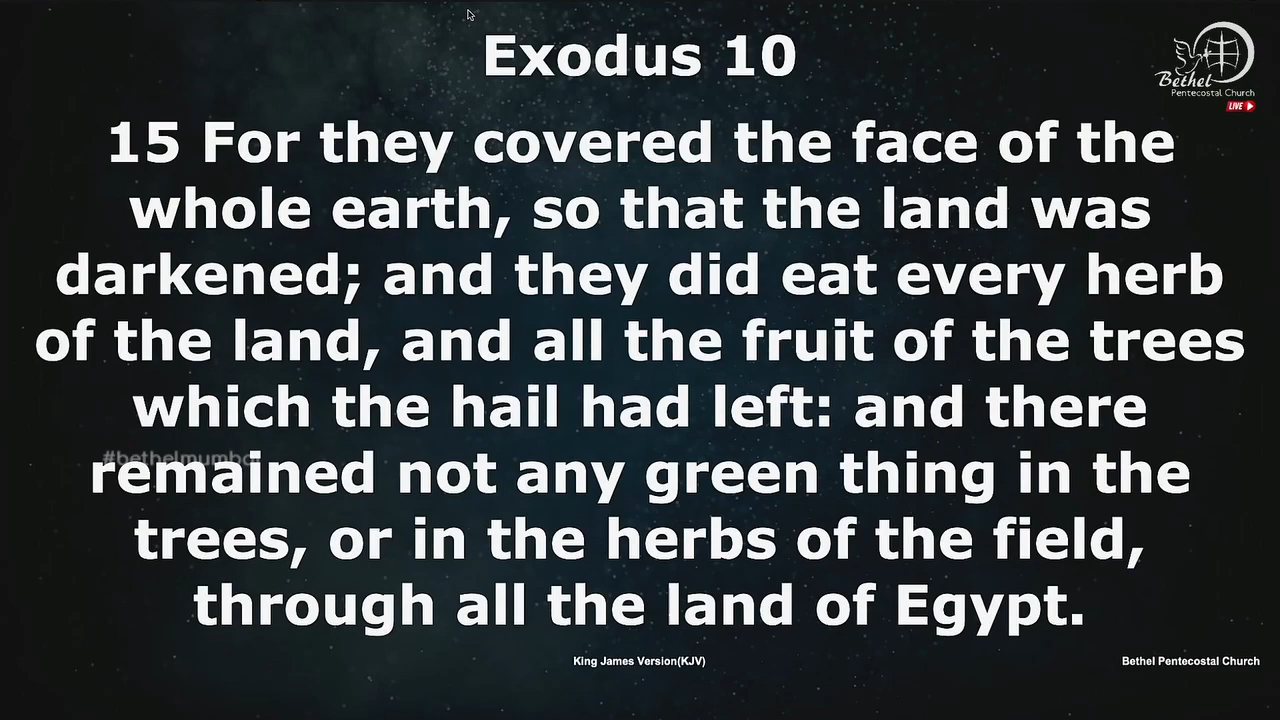 Exodus 10
Bethel
Pentecostal Church
LIVE
15 For they covered the face of the
whole earth, so that the land was
darkened; and they did eat every herb
of the land, and all the fruit of the trees
which the hail had left: and there
remained not any green thing in the
trees, or in the herbs of the field,
through all the land of Egypt.
King James Version(KJV)
Bethel Pentecostal Church